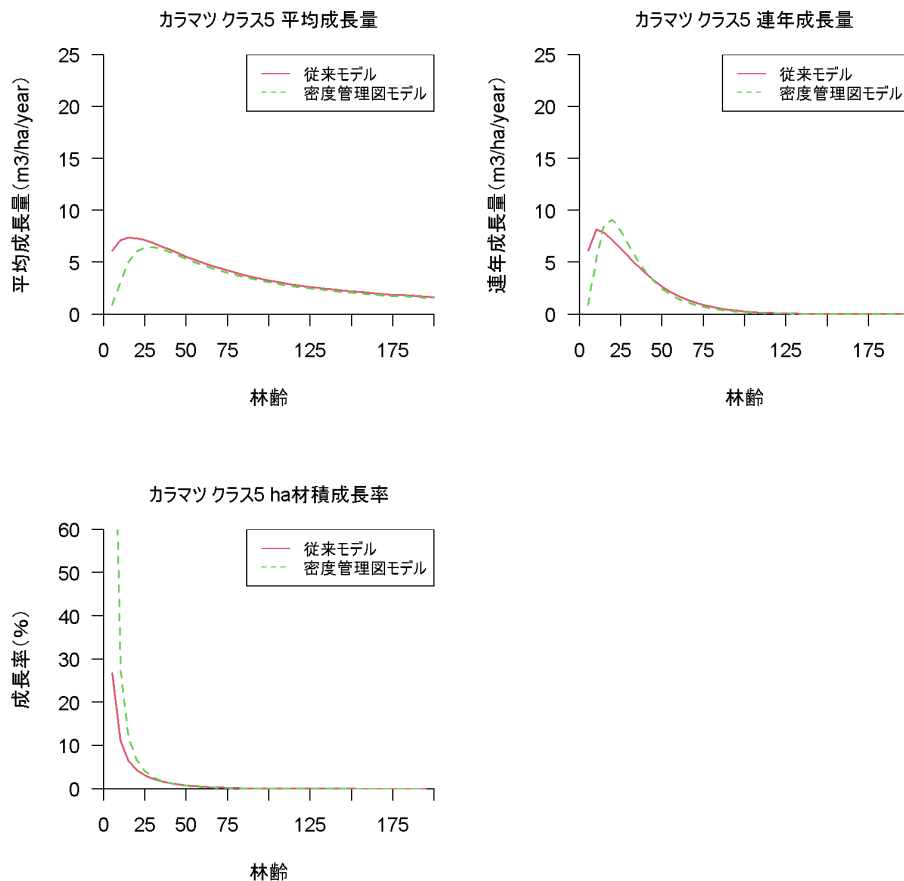 カラマツ クラス5 平均成長量
平均成長量(m3/ha/year)
25
20
15
10
5
0
従来モデル
密度管理図モデル
0 25 50 75 125 175
林齢
カラマツ クラス5 連年成長量
連年成長量(m3/ha/year)
25
20
15
10
5
0
従来モデル
密度管理図モデル
0 25 50 75 125 175
林齢
カラマツ クラス5 ha材積成長率
成長率(%)
60
50
40
30
20
10
0
従来モデル
密度管理図モデル
0 25 50 75 125 175
林齢